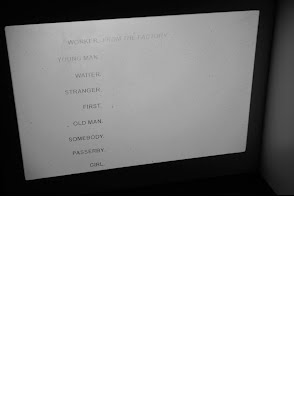 WORKER, FROM THE FACTORY.
YOUNG MAN.
WAITER.
STRANGER.
FIRST.
OLD MAN.
SOMEBODY.
PASSERBY.
GIRL.